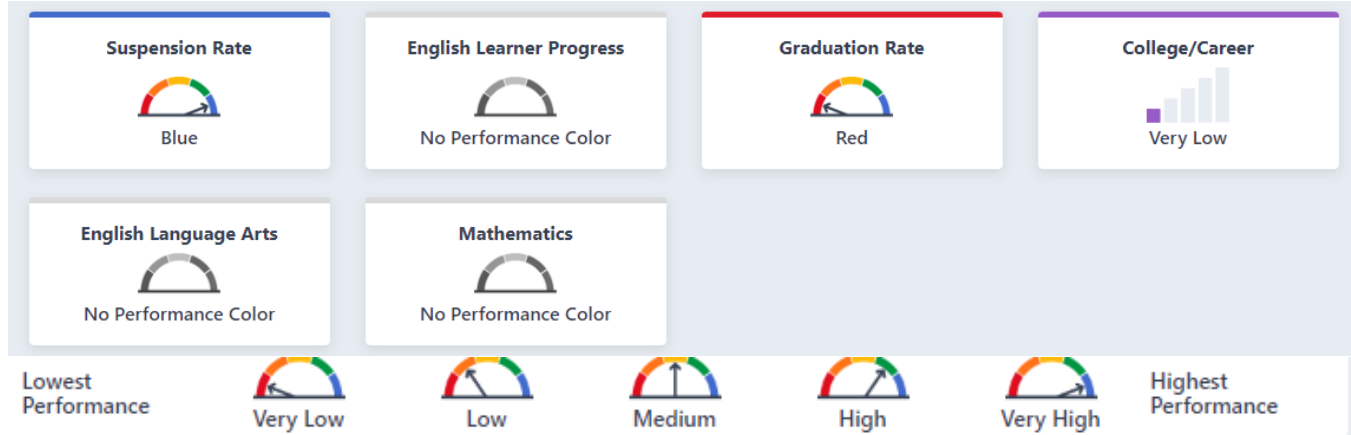 Suspension Rate
Blue
English Learner Progress
No Performance Color
Graduation Rate
Red
College/Career
Very Low
English Language Arts
No Performance Color
Mathematics
No Performance Color
Lowest
Performance
Very Low
Low
Medium
High
Very High
Highest
Performance